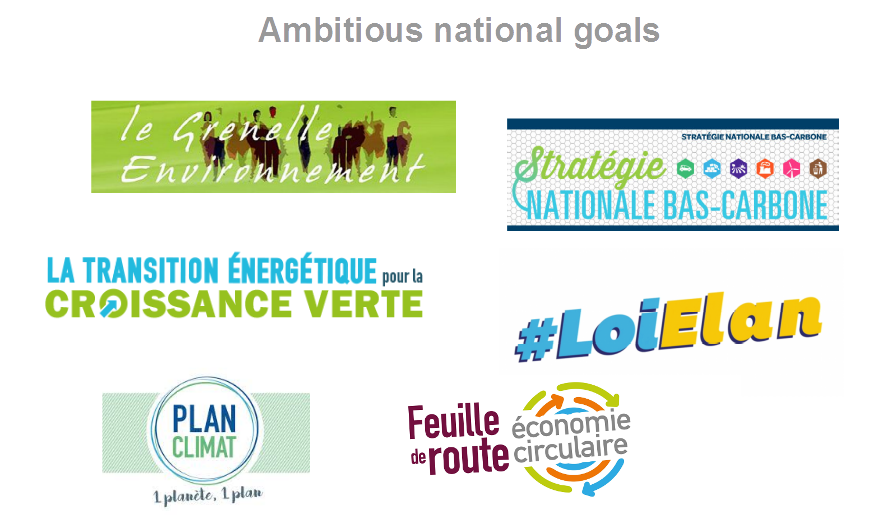 Ambitious national goals
le Grenelle
Environnement
STRATÉGIE NATIONALE BAS-CARBONE
Stratégie
NATIONALE BAS-CARBONE
LA TRANSITION ÉNERGÉTIQUE pour la
CROISSANCE VERTE
#LoiElan
PLAN
CLIMAT
1 planète, 1 plan
Feuille
de route
économie
circulaire